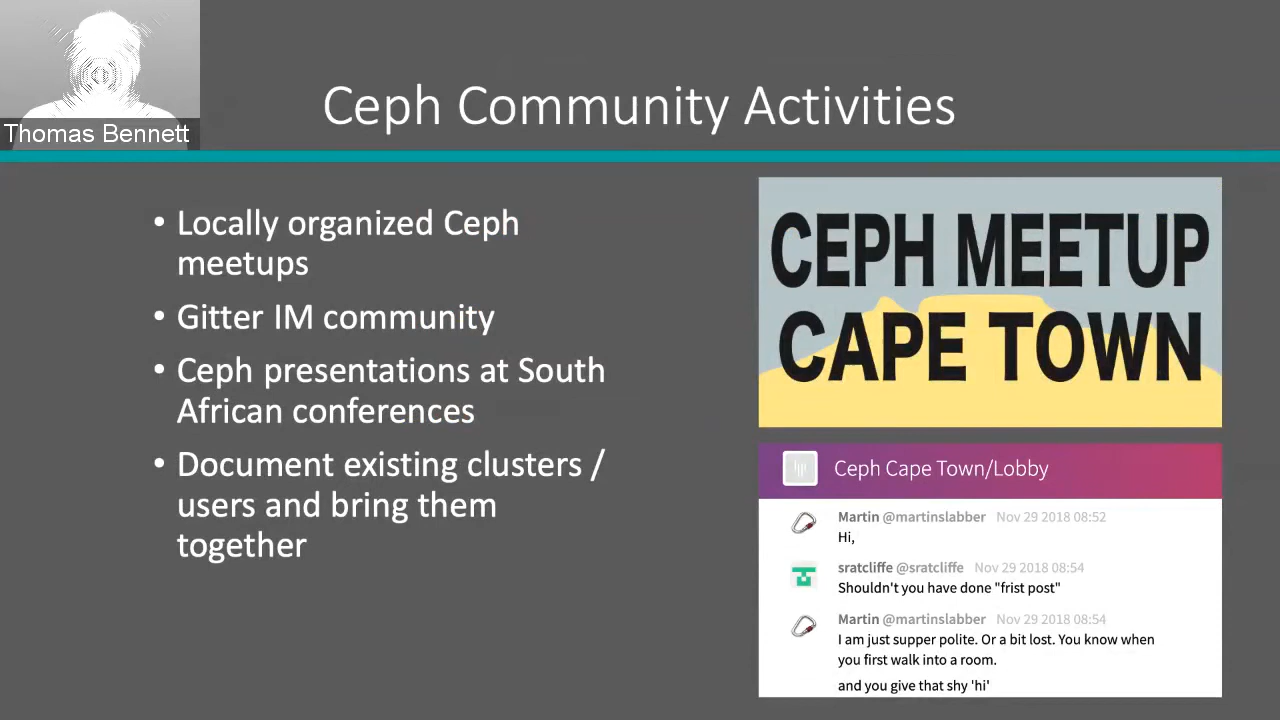 Thomas Bennett
Ceph Community Activities
• Locally organized Ceph
meetups
• Gitter IM community
• Ceph presentations at South
African conferences
• Document existing clusters /
users and bring them
together
CEPH MEETUP
CAPE TOWN
Ceph Cape Town/Lobby
Martin @martinslabber Nov 29 2018 08:52
Hi,
sratcliffe @sratcliffe Nov 29 2018 08:54
Shouldn't you have done "frist post"
Martin @martinslabber Nov 29 2018 08:54
I am just supper polite. Or a bit lost. You know when
you first walk into a room.
and you give that shy 'hi'